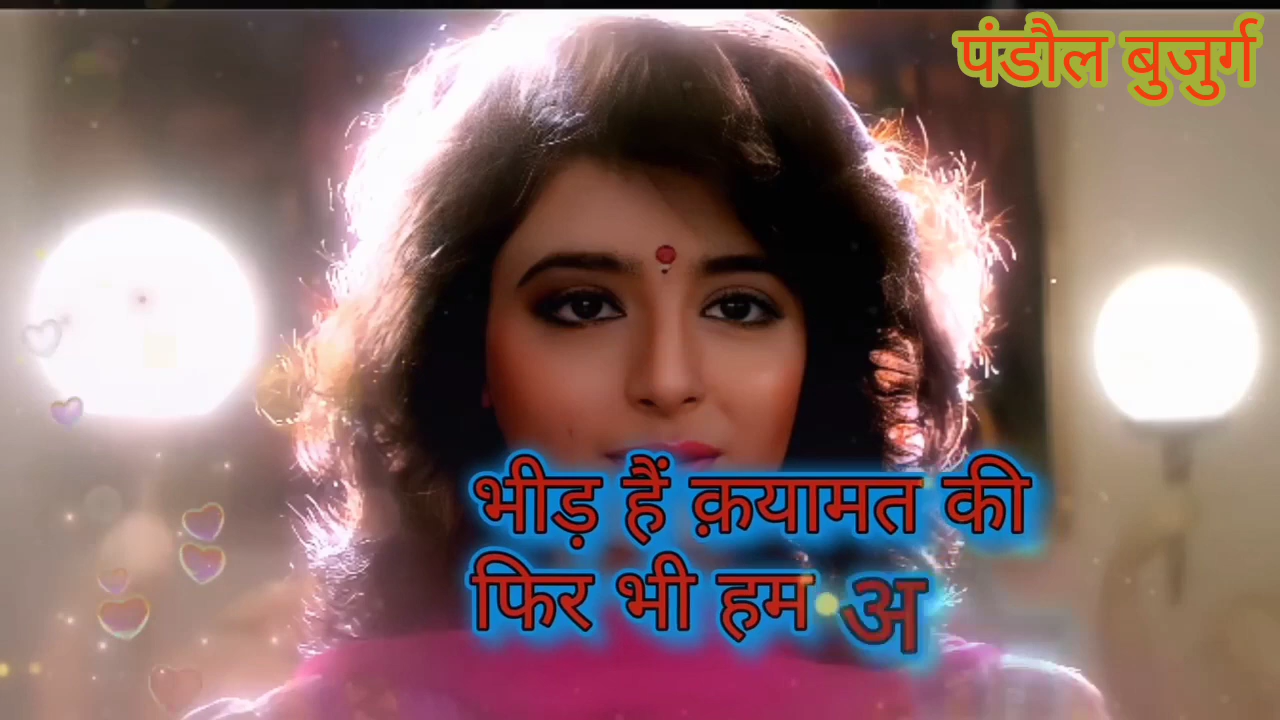 पंडौल बुजुर्ग
भीड़ हैं क़यामत की
फिर भी हम अ